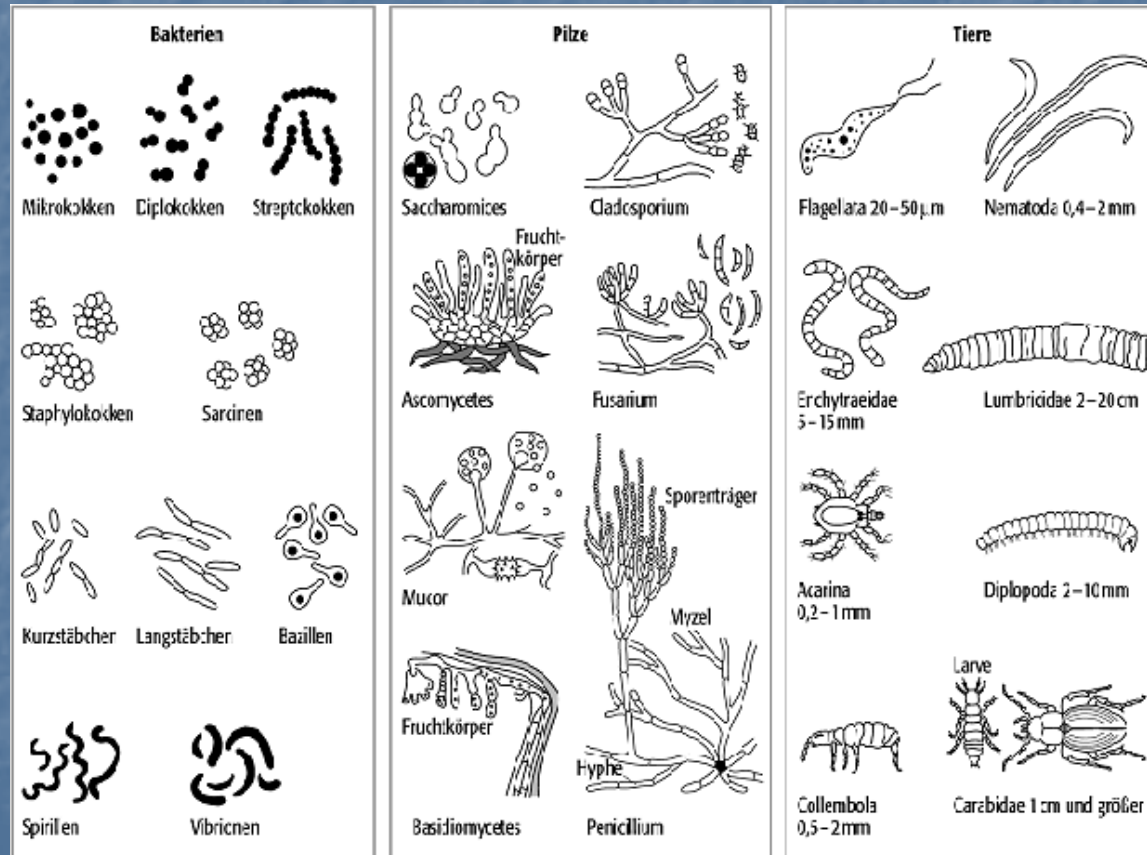 Bakterien
Mikrokokken Diplokokken Streptokokken
Staphylokokken Sarcinen
Kurzstäbchen Langstäbchen Bazillen
Spirillen Vibrionen
Pilze
Saccharomices Cladosporium
Frucht-
körper
Ascomycetes Fusarium
Sporenträger
Mucor
Myzel
Fruchtkörper
Hyphe
Basidiomycetes Penicillium
Tiere
Flagellata 20–50 µm Nematoda 0,4–2 mm
Enchytraeidae
5–15 mm
Lumbricidae 2–20 cm
Acarina
0,2–1 mm
Diplopoda 2–10 mm
Larve
Collembola
0,5–2 mm
Carabidae 1 cm und größer